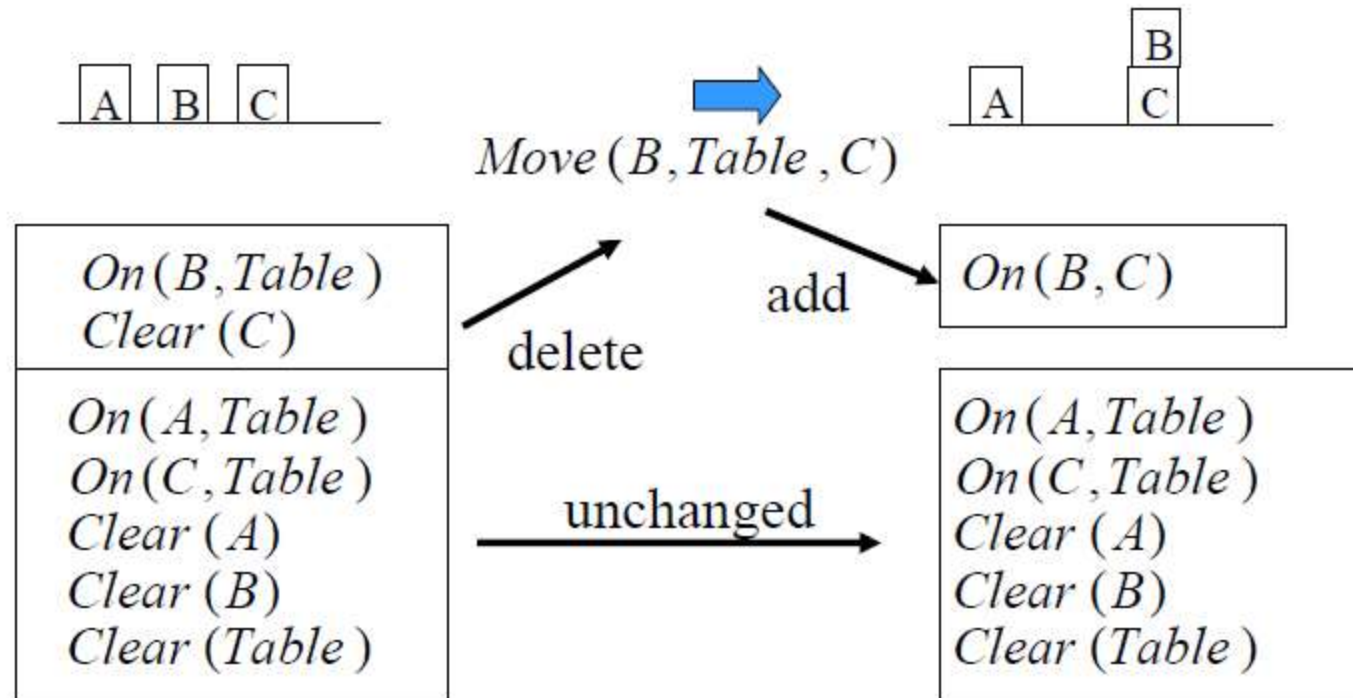 A B C
B
A C
Move(B,Table,C)
On(B,Table)
Clear(C)
delete
add
On(B,C)
On(A,Table)
On(C,Table)
Clear(A)
Clear(B)
Clear(Table)
unchanged
On(A,Table)
On(C,Table)
Clear(A)
Clear(B)
Clear(Table)